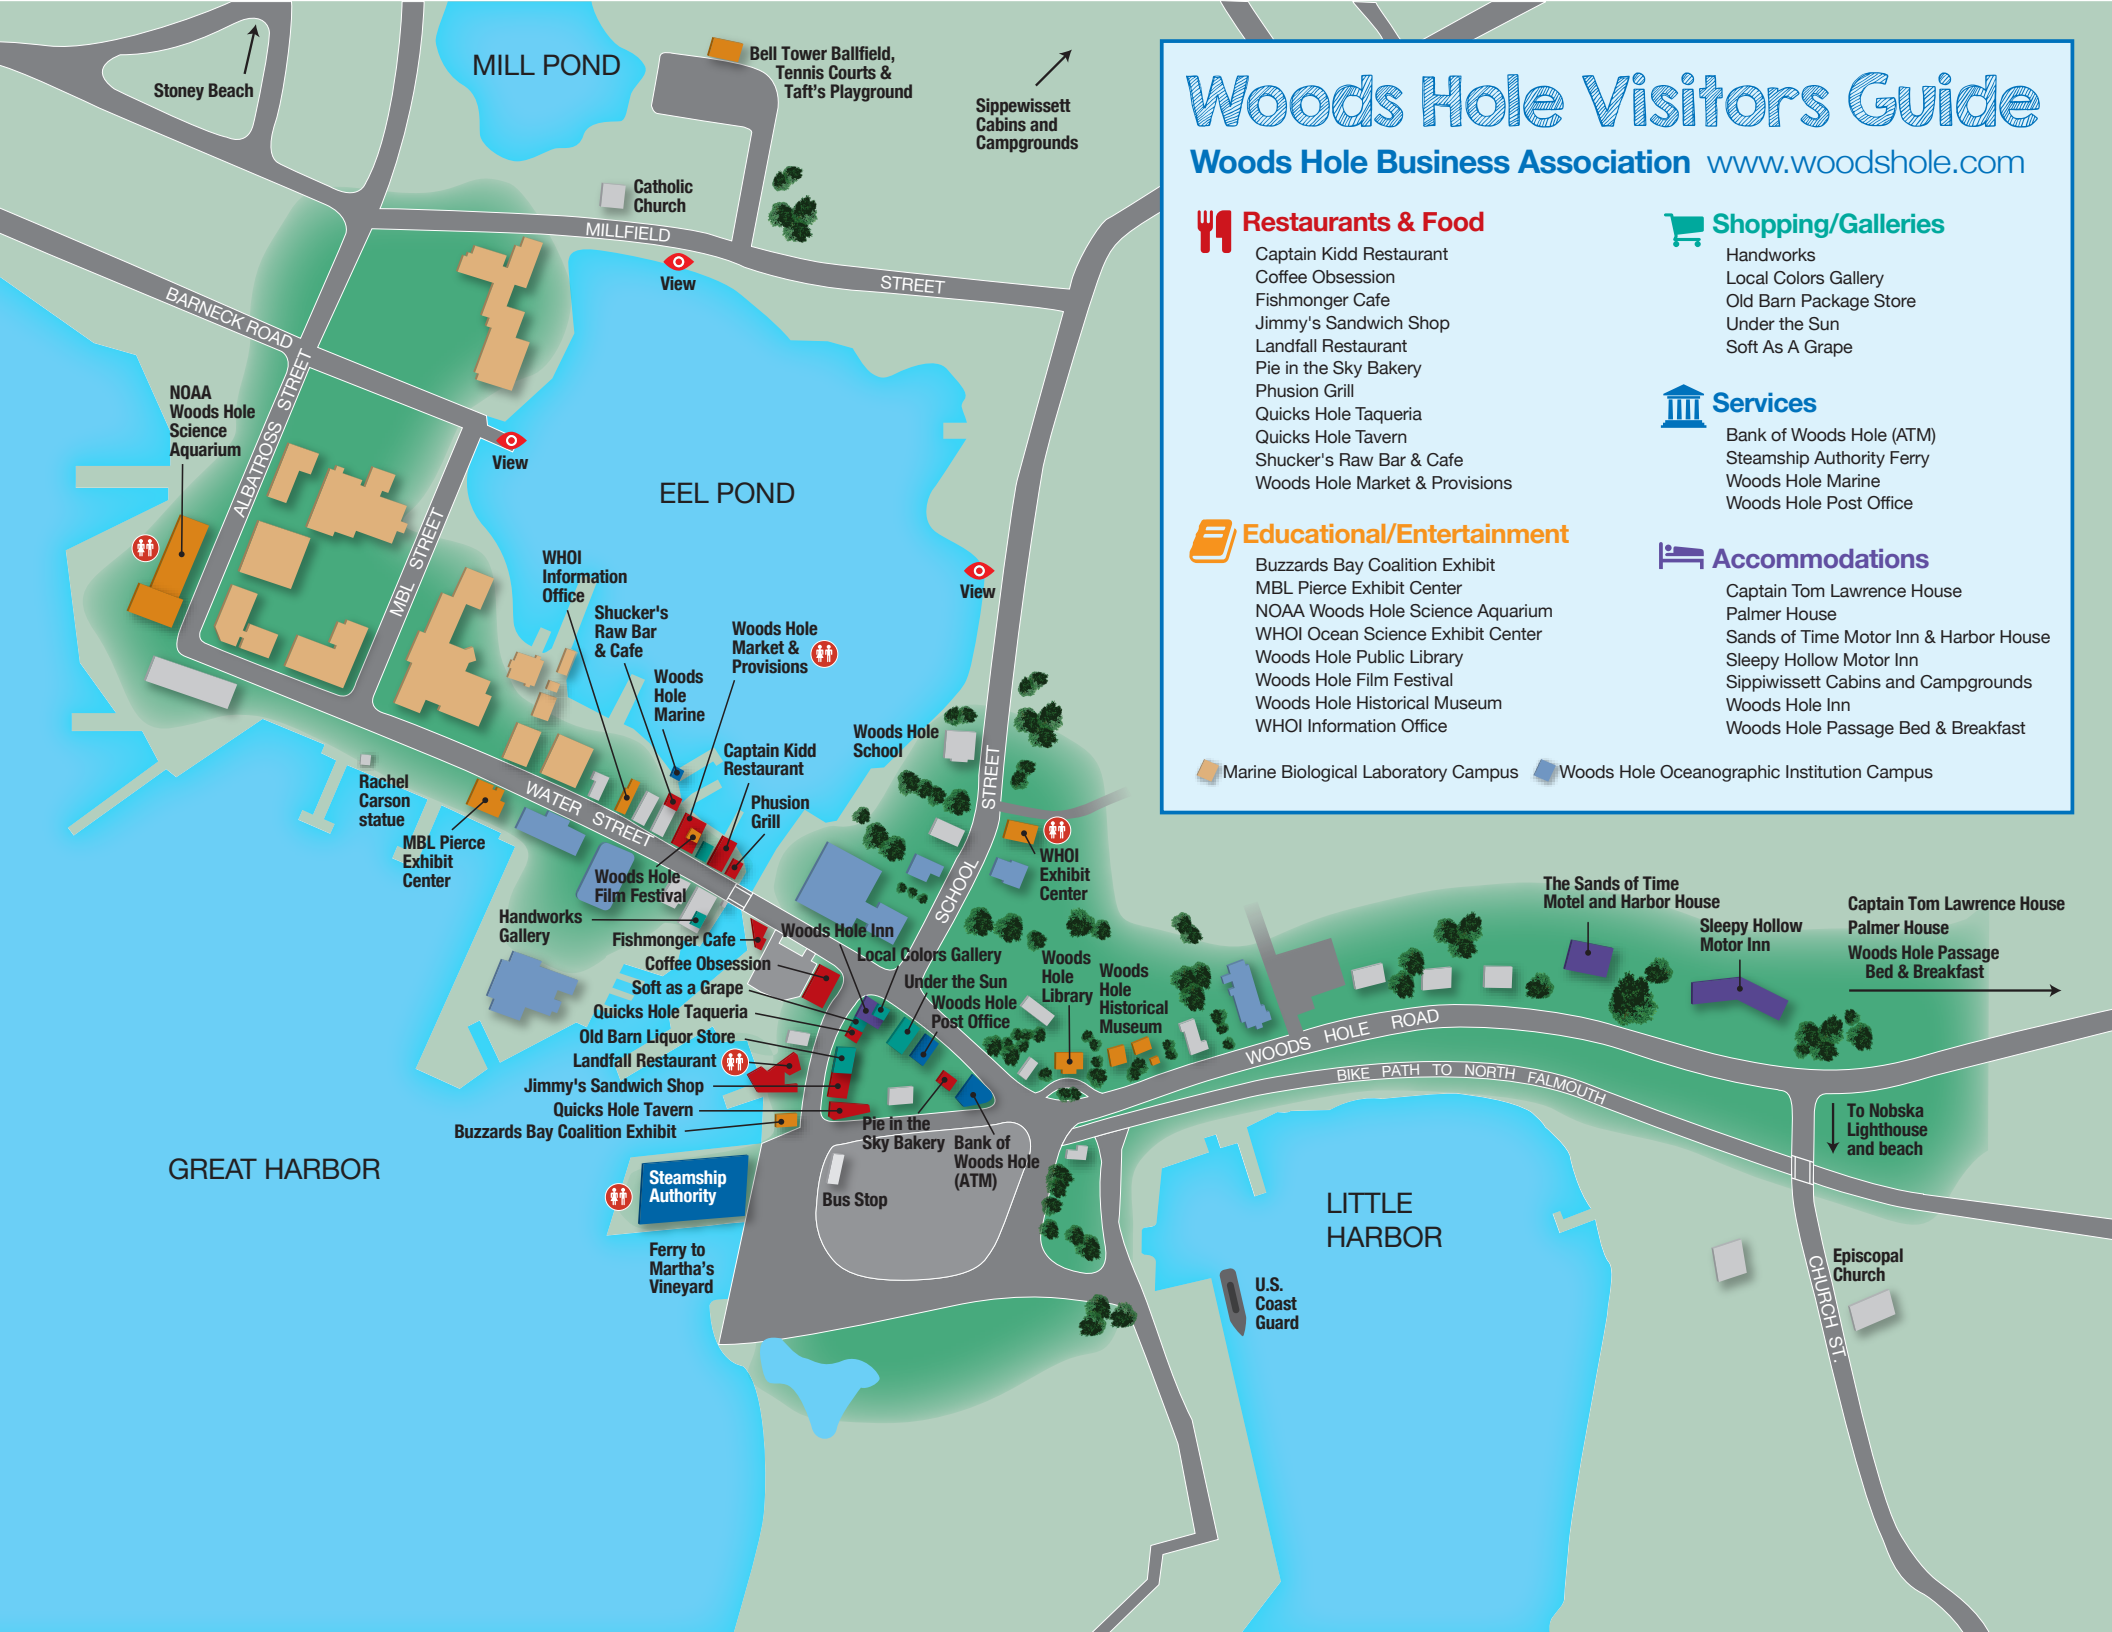 Woods Hole Visitors Guide
Woods Hole Business Association www.woodshole.com
Restaurants & Food
Captain Kidd Restaurant
Coffee Obsession
Fishmonger Cafe
Jimmy's Sandwich Shop
Landfall Restaurant
Pie in the Sky Bakery
Phusion Grill
Quicks Hole Taqueria
Quicks Hole Tavern
Shucker's Raw Bar & Cafe
Woods Hole Market & Provisions
Educational/Entertainment
Buzzards Bay Coalition Exhibit
MBL Pierce Exhibit Center
NOAA Woods Hole Science Aquarium
WHOI Ocean Science Exhibit Center
Woods Hole Public Library
Woods Hole Film Festival
Woods Hole Historical Museum
WHOI Information Office
Shopping/Galleries
Handworks
Local Colors Gallery
Old Barn Package Store
Under the Sun
Soft As A Grape
Services
Bank of Woods Hole (ATM)
Steamship Authority Ferry
Woods Hole Marine
Woods Hole Post Office
Accommodations
Captain Tom Lawrence House
Palmer House
Sands of Time Motor Inn & Harbor House
Sleepy Hollow Motor Inn
Sippiwissett Cabins and Campgrounds
Woods Hole Inn
Woods Hole Passage Bed & Breakfast
Marine Biological Laboratory Campus
Woods Hole Oceanographic Institution Campus
Stoney Beach
MILL POND
Bell Tower Ballfield,
Tennis Courts &
Taft's Playground
Sippewissett
Cabins and
Campgrounds
Catholic
Church
MILLFIELD
STREET
View
BARNECK ROAD
ALBATROSS STREET
NOAA
Woods Hole
Science
Aquarium
View
EEL POND
MBL STREET
WHOI
Information
Office
Shucker's
Raw Bar
& Cafe
Woods Hole
Market &
Provisions
Woods
Hole
Marine
View
Captain Kidd
Restaurant
Phusion
Grill
Woods Hole
School
SCHOOL STREET
Rachel
Carson
statue
WATER STREET
MBL Pierce
Exhibit
Center
Woods Hole
Film Festival
Handworks
Gallery
Fishmonger Cafe
Coffee Obsession
Soft as a Grape
Quicks Hole Taqueria
Old Barn Liquor Store
Landfall Restaurant
Jimmy's Sandwich Shop
Quicks Hole Tavern
Buzzards Bay Coalition Exhibit
Woods Hole Inn
Local Colors Gallery
Under the Sun
Woods Hole
Post Office
WHOI
Exhibit
Center
Woods
Hole
Library
Woods
Hole
Historical
Museum
Pie in the
Sky Bakery
Bank of
Woods Hole
(ATM)
Bus Stop
GREAT HARBOR
Steamship
Authority
Ferry to
Martha's
Vineyard
WOODS HOLE ROAD
BIKE PATH TO NORTH FALMOUTH
The Sands of Time
Motel and Harbor House
Sleepy Hollow
Motor Inn
Captain Tom Lawrence House
Palmer House
Woods Hole Passage
Bed & Breakfast
To Nobska
Lighthouse
and beach
LITTLE
HARBOR
U.S.
Coast
Guard
Episcopal
Church
CHURCH ST.